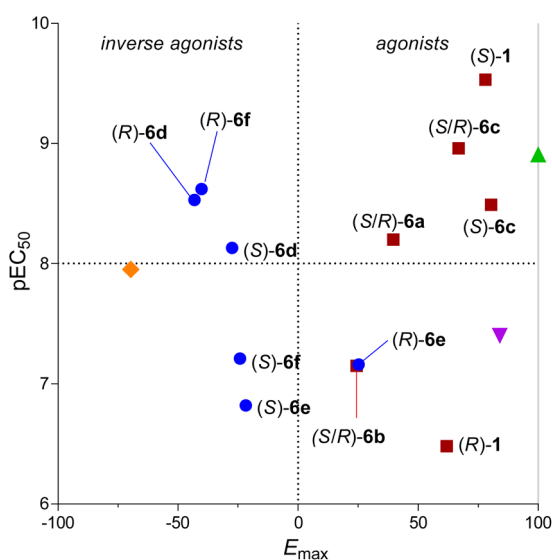 10
inverse agonists
agonists
(S)-1
(R)-6d
(R)-6f
(S/R)-6c
9
(S/R)-6a
(S)-6c
(S)-6d
pEC50
8
(S)-6f
(R)-6e
7
(S)-6e
(S/R)-6b
(R)-1
6
-100
-50
0
50
100
Emax